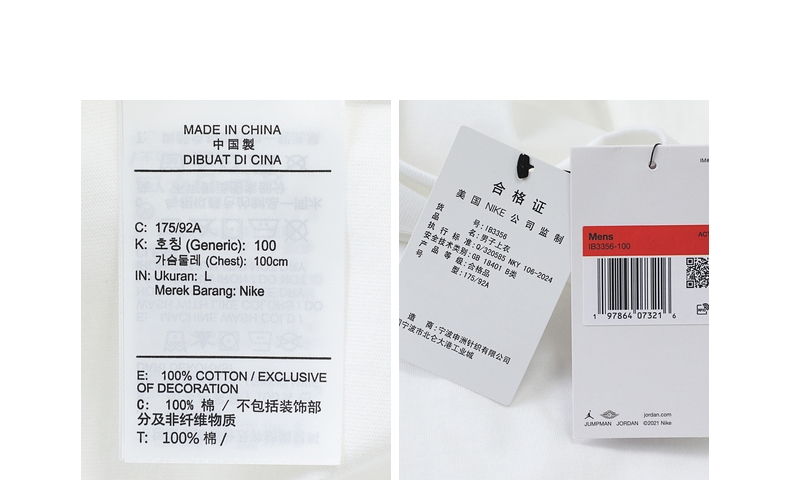 MADE IN CHINA
中国製
DIBUAT DI CINA
C: 175/92A
K: 호칭 (Generic): 100
가슴둘레 (Chest): 100cm
IN: Ukuran: L
Merek Barang: Nike
E: 100% COTTON / EXCLUSIVE
OF DECORATION
C: 100% 棉 / 不包括装饰部
分及非纤维物质
T: 100% 棉 /
合格证
美国NIKE公司监制
货号:IB3356
品名:男子上衣
执行标准:Q/320585 NKY 106-2024
安全技术类别:GB 18401 B类
产品等级:合格品
号型:175/92A
造商:宁波申洲针织有限公司
宁波市北仑大港工业城
IM#
Mens
IB3356-100
ACT
1 97864 07321 6
JUMPMAN JORDAN
jordan.com
©2021 Nike